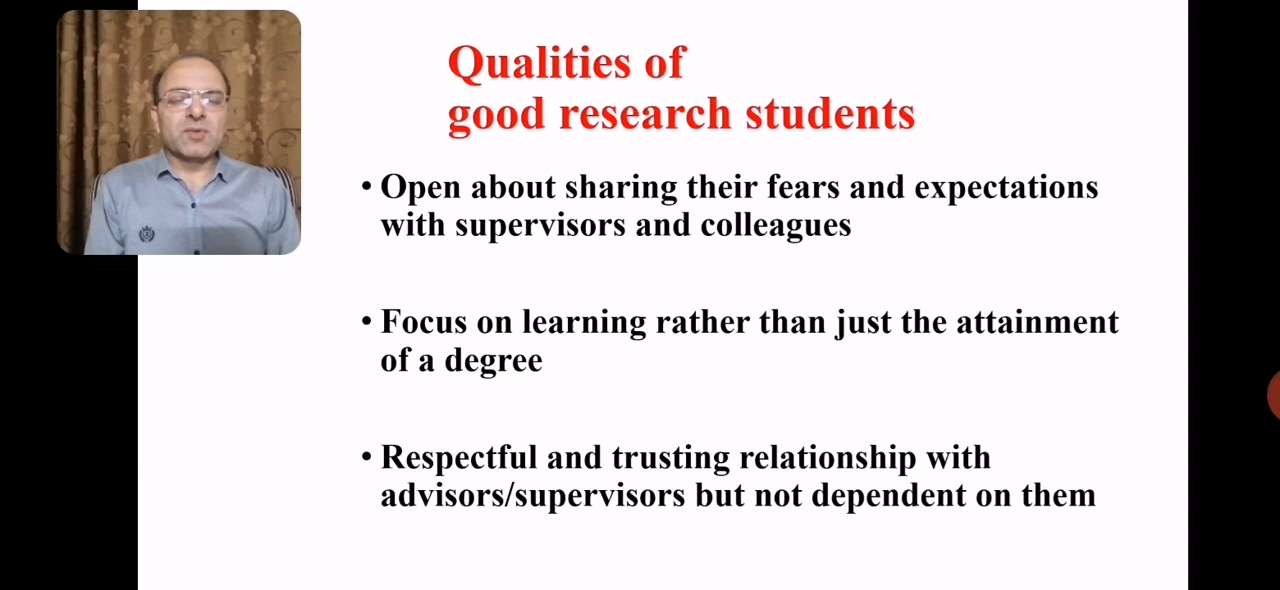 Qualities of
good research students
• Open about sharing their fears and expectations
with supervisors and colleagues
• Focus on learning rather than just the attainment
of a degree
• Respectful and trusting relationship with
advisors/supervisors but not dependent on them